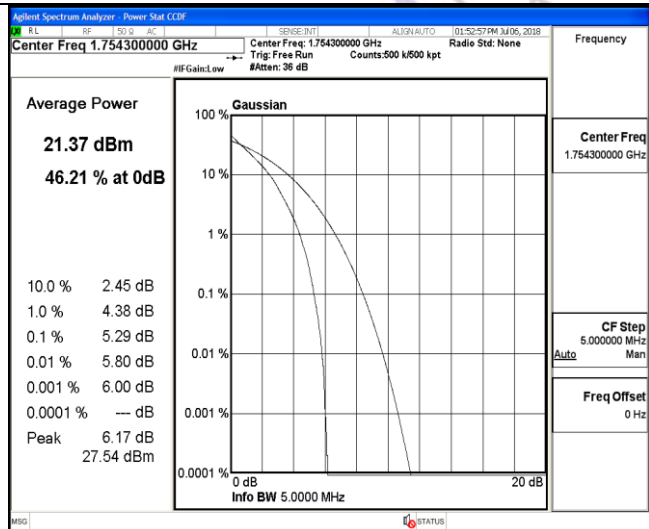 Agilent Spectrum Analyzer - Power Stat CCDF
RL RF 50 Ω AC SENSE:INT ALIGN AUTO 01:52:57 PM Jul 06, 2018
Center Freq 1.754300000 GHz
Center Freq: 1.754300000 GHz Radio Std: None
Trig: Free Run Counts:500 k/500 kpt
#IFGain:Low #Atten: 36 dB
Frequency
Average Power
21.37 dBm
46.21 % at 0dB
10.0 % 2.45 dB
1.0 % 4.38 dB
0.1 % 5.29 dB
0.01 % 5.80 dB
0.001 % 6.00 dB
0.0001 % --- dB
Peak 6.17 dB
27.54 dBm
Gaussian
100 %
10 %
1 %
0.1 %
0.01 %
0.001 %
0.0001 %
0 dB 20 dB
Info BW 5.0000 MHz
Center Freq
1.754300000 GHz
CF Step
5.000000 MHz
Auto Man
Freq Offset
0 Hz
MSG STATUS